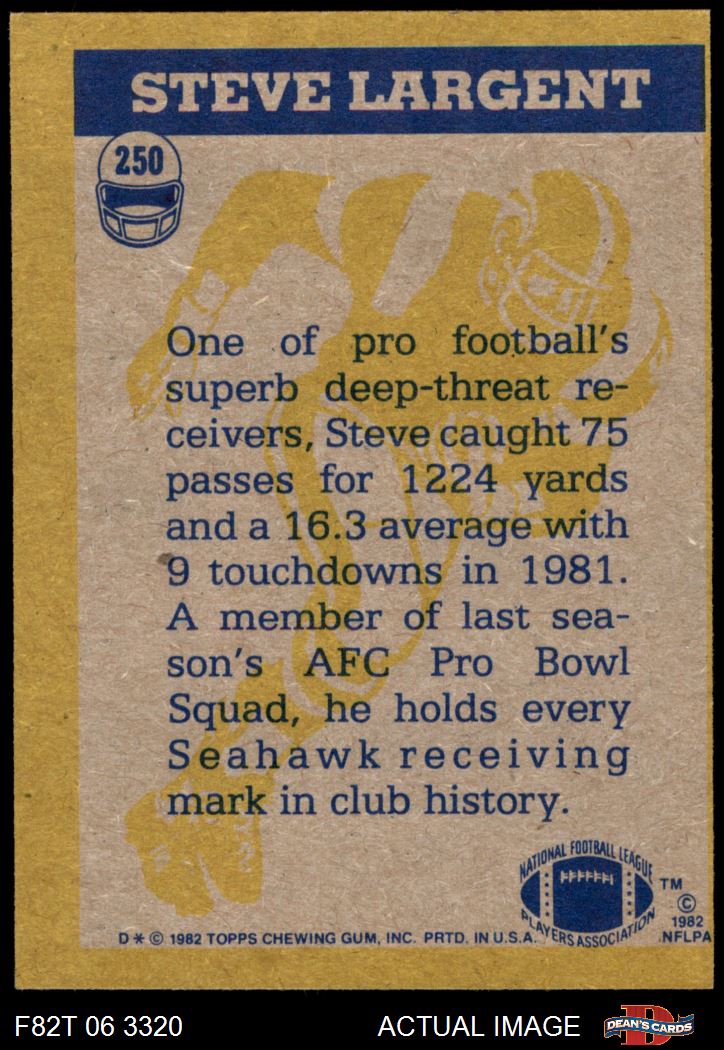 STEVE LARGENT
250
One of pro football's
superb deep-threat re-
ceivers, Steve caught 75
passes for 1224 yards
and a 16.3 average with
9 touchdowns in 1981.
A member of last sea-
son's AFC Pro Bowl
Squad, he holds every
Seahawk receiving
mark in club history.
NATIONAL FOOTBALL LEAGUE
PLAYERS ASSOCIATION
TM
©
1982
NFLPA
D * © 1982 TOPPS CHEWING GUM, INC. PRTD. IN U.S.A.
F82T 06 3320 ACTUAL IMAGE D DEAN'S CARDS